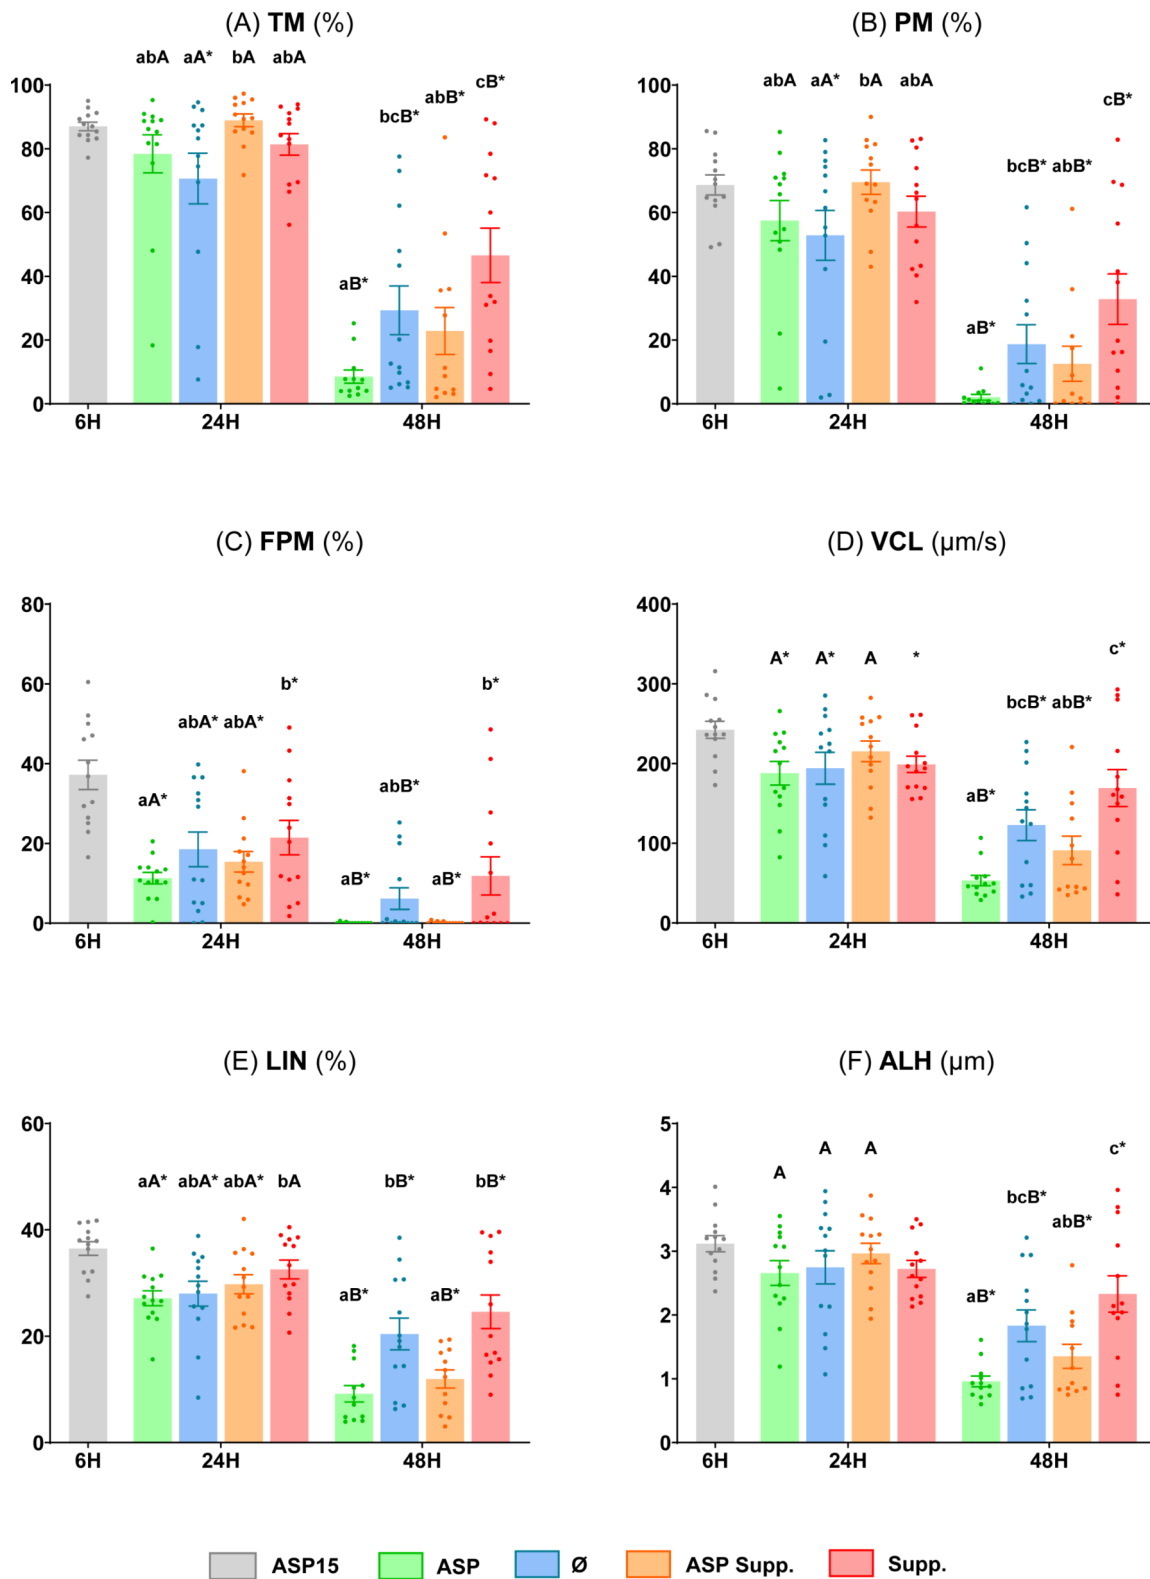 (A) TM (%)
(B) PM (%)
abA aA* bA abA
abA aA* bA abA
aB* bcB* abB* cB*
aB* bcB* abB* cB*
100
80
60
40
20
0
100
80
60
40
20
0
6H 24H 48H
6H 24H 48H
(C) FPM (%)
(D) VCL (µm/s)
80
60
40
20
0
400
300
200
100
0
aA* abA* abA* b*
aB* abB* aB* b*
A* A* A *
aB* bcB* abB* c*
6H 24H 48H
6H 24H 48H
(E) LIN (%)
(F) ALH (µm)
60
40
20
0
5
4
3
2
1
0
aA* abA* abA* bA
aB* bB* aB* bB*
A A A
aB* bcB* abB* c*
6H 24H 48H
6H 24H 48H
ASP15 ASP Ø ASP Supp. Supp.